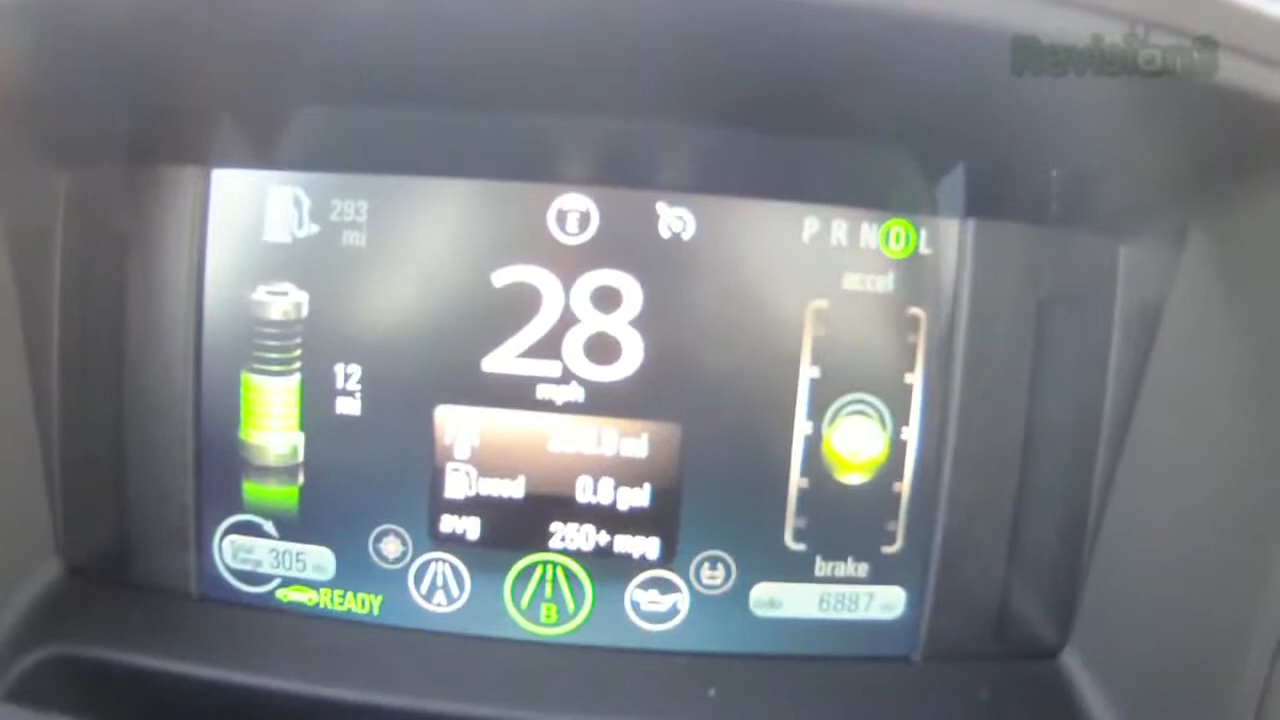 Revision3
293
mi
P R N D L
accel
28
mph
12
mi
mi
used 0.6 gal
avg 250+ mpg
A
B
305
READY
brake
6887